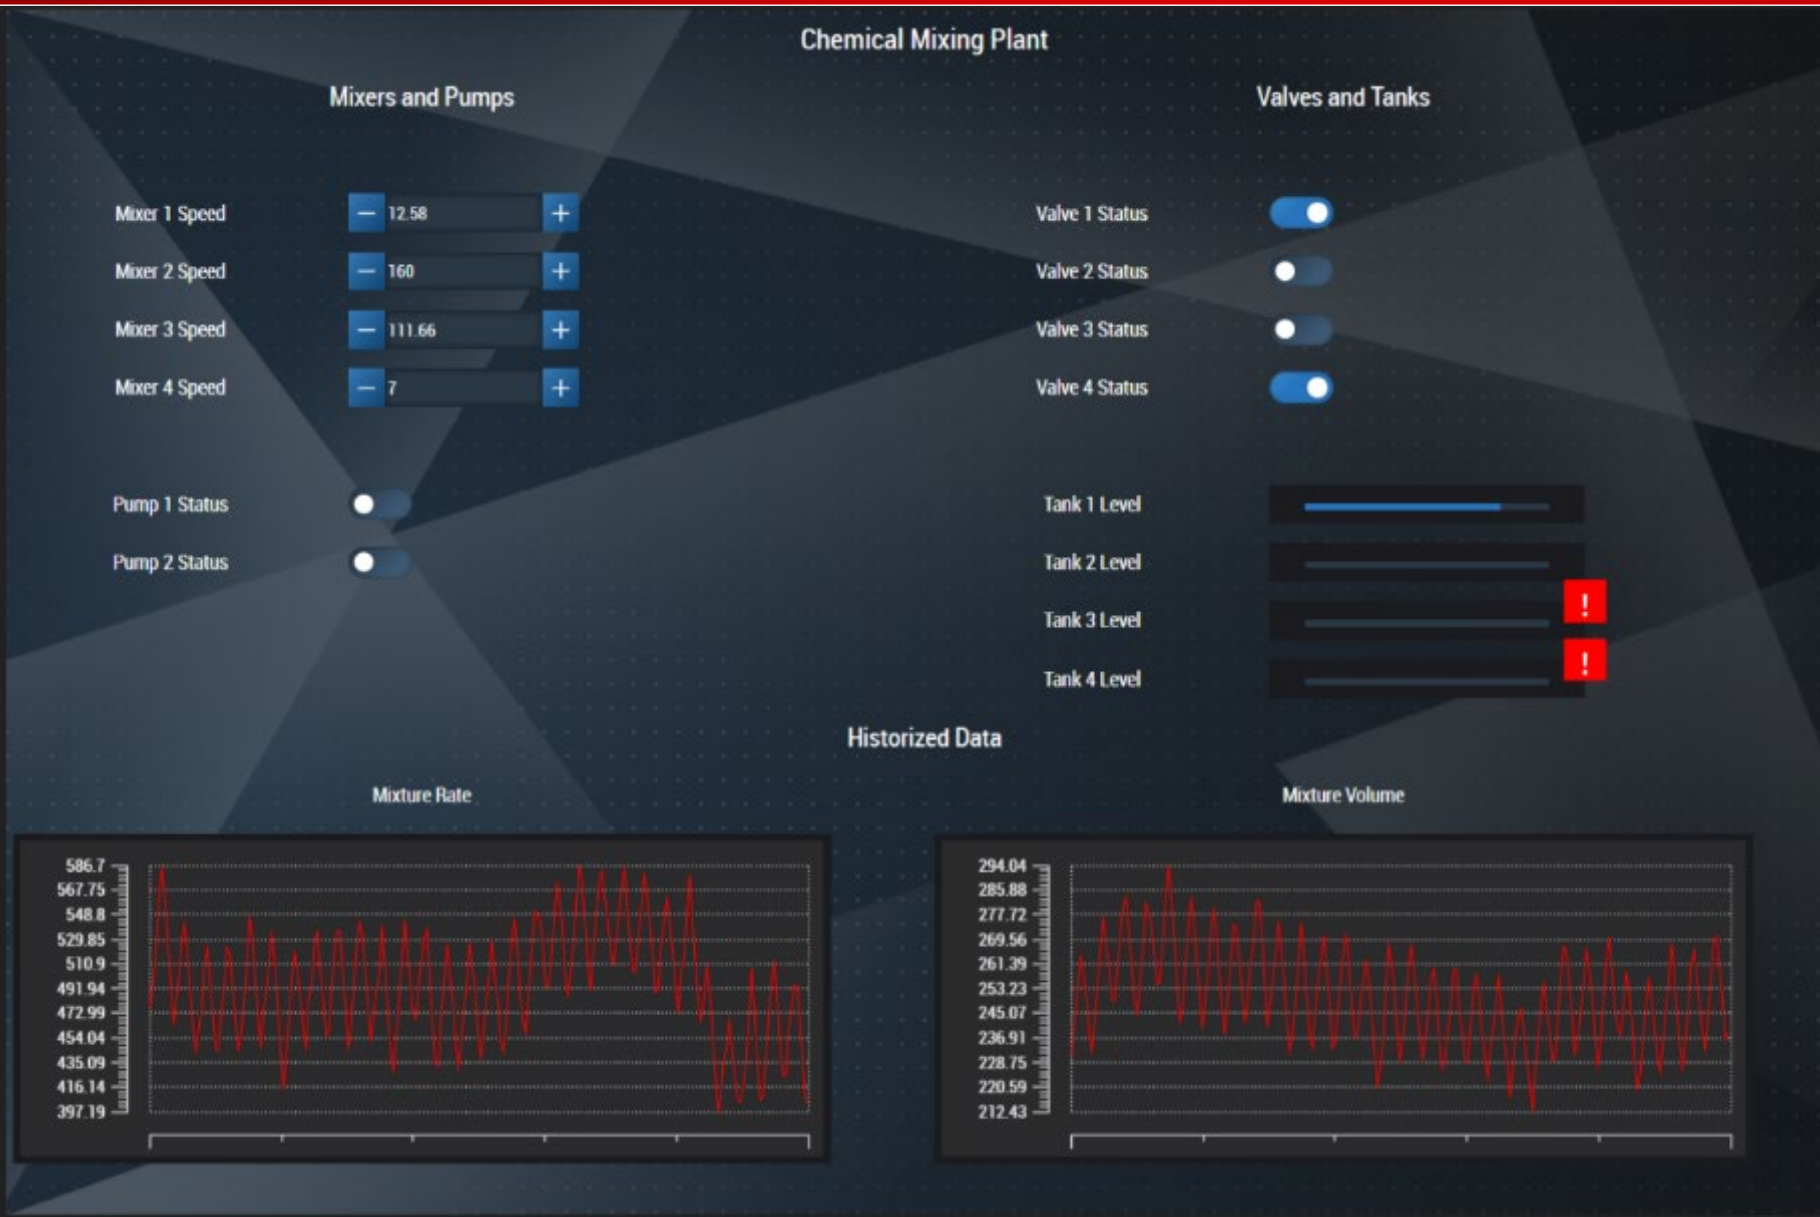 Chemical Mixing Plant
Mixers and Pumps
Valves and Tanks
Mixer 1 Speed
− 12.58 +
Mixer 2 Speed
− 160 +
Mixer 3 Speed
− 111.66 +
Mixer 4 Speed
− 7 +
Pump 1 Status
Pump 2 Status
Valve 1 Status
Valve 2 Status
Valve 3 Status
Valve 4 Status
Tank 1 Level
Tank 2 Level
Tank 3 Level
!
Tank 4 Level
!
Historized Data
Mixture Rate
586.7
567.75
548.8
529.85
510.9
491.94
472.99
454.04
435.09
416.14
397.19
Mixture Volume
294.04
285.88
277.72
269.56
261.39
253.23
245.07
236.91
228.75
220.59
212.43